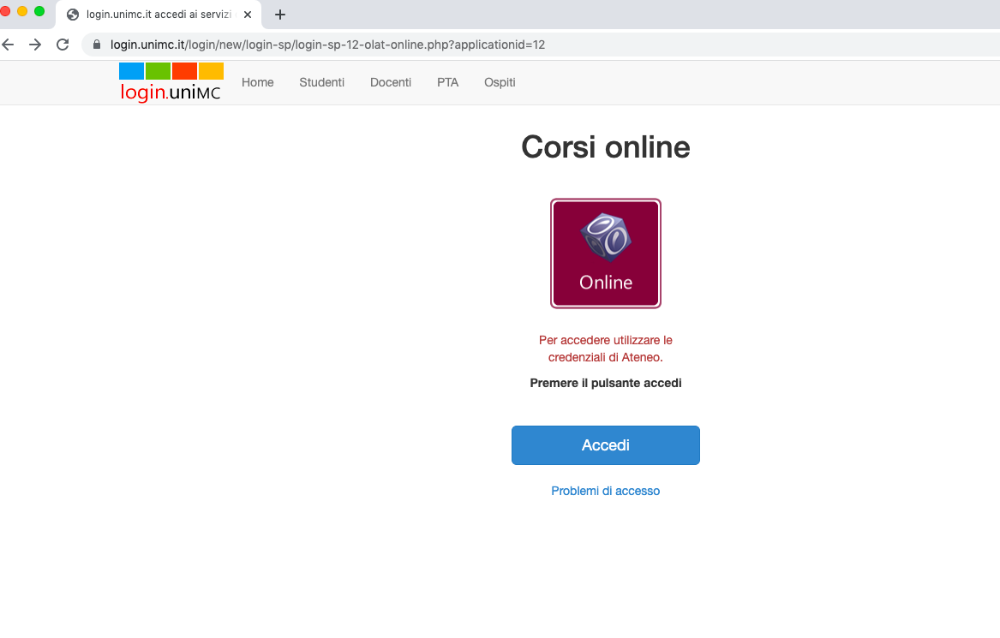 login.unimc.it accedi ai servizi
login.unimc.it/login/new/login-sp/login-sp-12-olat-online.php?applicationid=12
login.uniMC
Home Studenti Docenti PTA Ospiti
Corsi online
Online
Per accedere utilizzare le
credenziali di Ateneo.
Premere il pulsante accedi
Accedi
Problemi di accesso